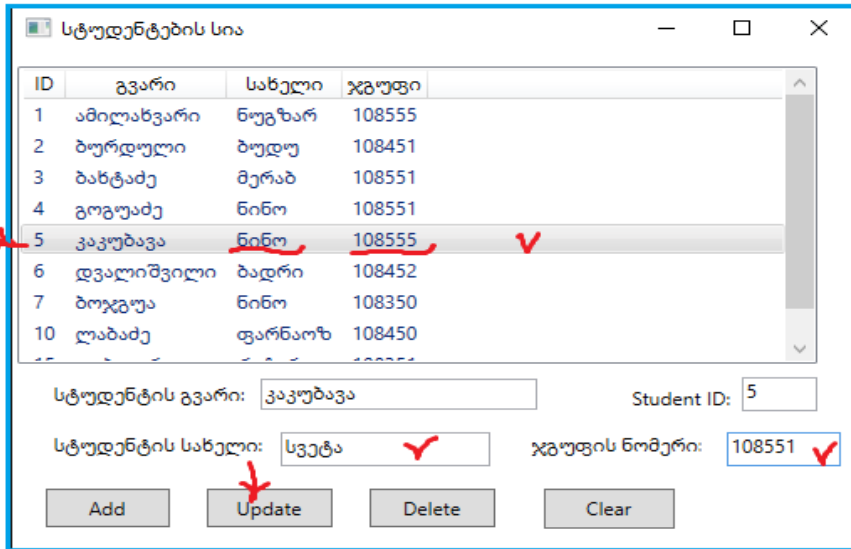 სტუდენტების სია
ID გვარი სახელი ჯგუფი
1 ამილახვარი ნუგზარ 108555
2 ბურდული ბუდუ 108451
3 ბახტაძე მერაბ 108551
4 გოგუაძე ნინო 108551
5 კაკუბავა ნინო 108555
6 დვალიშვილი ბადრი 108452
7 ბოჯგუა ნინო 108350
10 ლაბაძე ფარნაოზ 108450
სტუდენტის გვარი: კაკუბავა Student ID: 5
სტუდენტის სახელი: სვეტა ჯგუფის ნომერი: 108551
Add Update Delete Clear